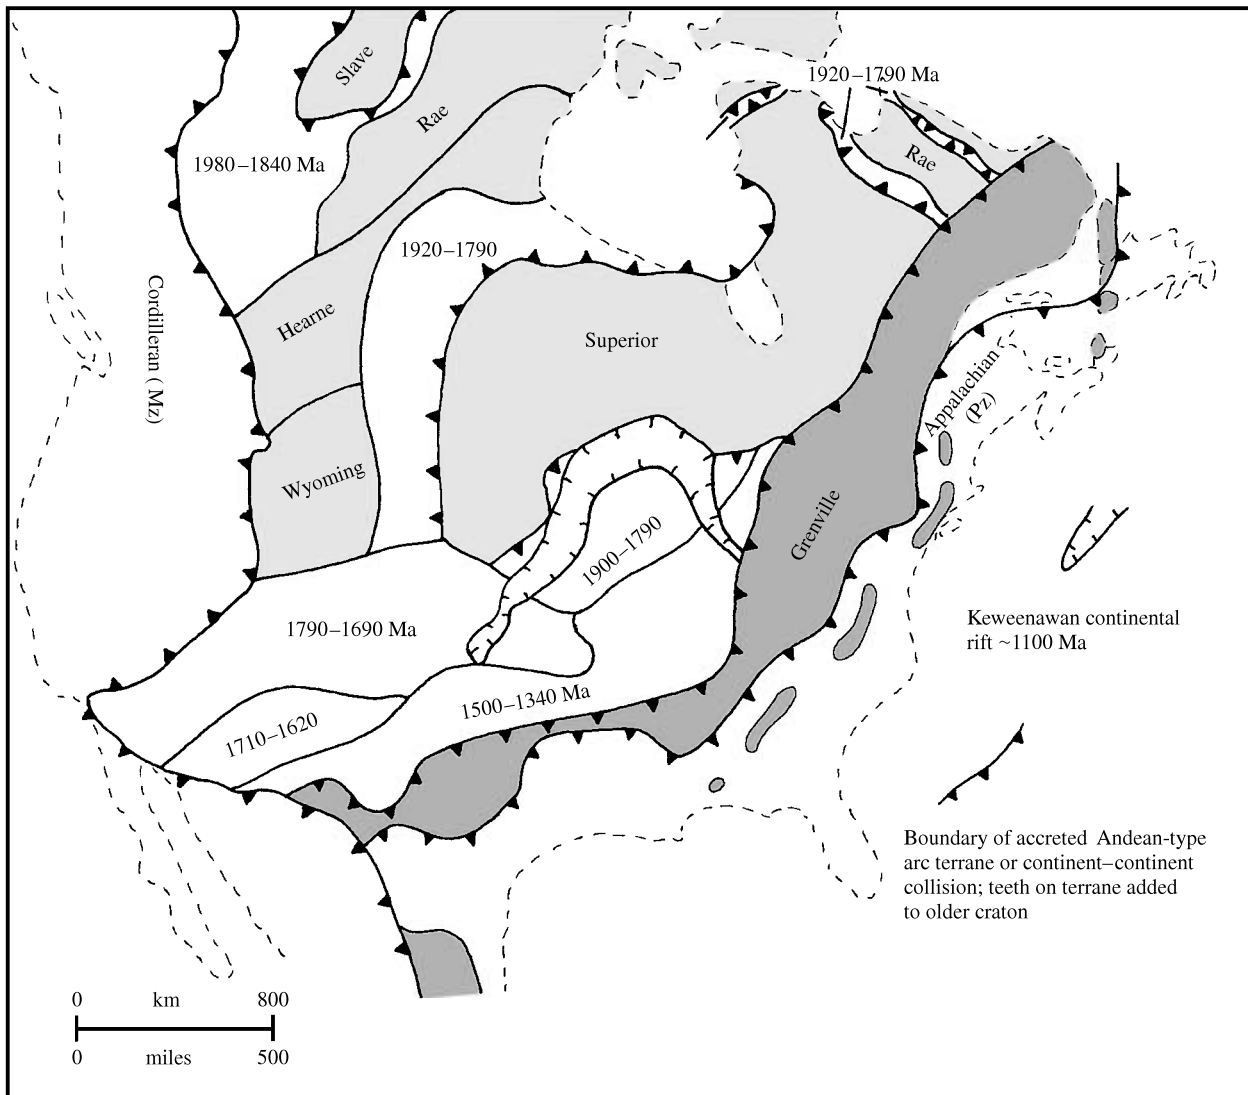 Slave
1920–1790 Ma
Rae
Rae
1980–1840 Ma
1920–1790
Cordilleran ( Mz)
Hearne
Superior
Appalachian
(Pz)
Wyoming
Grenville
1900–1790
Keweenawan continental
rift ~1100 Ma
1790–1690 Ma
1500–1340 Ma
1710–1620
Boundary of accreted Andean-type
arc terrane or continent–continent
collision; teeth on terrane added
to older craton
0 km 800
0 miles 500